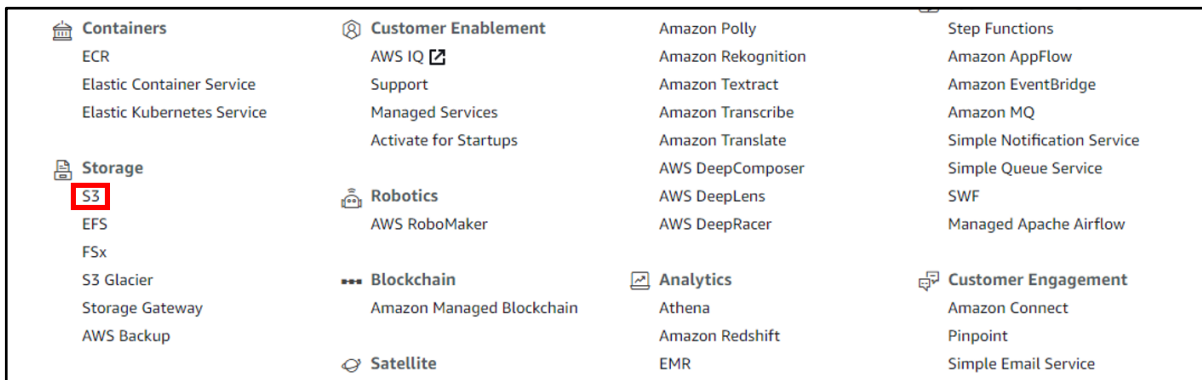 Containers
ECR
Elastic Container Service
Elastic Kubernetes Service
Storage
S3
EFS
FSx
S3 Glacier
Storage Gateway
AWS Backup
Customer Enablement
AWS IQ
Support
Managed Services
Activate for Startups
Robotics
AWS RoboMaker
Blockchain
Amazon Managed Blockchain
Satellite
Amazon Polly
Amazon Rekognition
Amazon Textract
Amazon Transcribe
Amazon Translate
AWS DeepComposer
AWS DeepLens
AWS DeepRacer
Analytics
Athena
Amazon Redshift
EMR
Step Functions
Amazon AppFlow
Amazon EventBridge
Amazon MQ
Simple Notification Service
Simple Queue Service
SWF
Managed Apache Airflow
Customer Engagement
Amazon Connect
Pinpoint
Simple Email Service